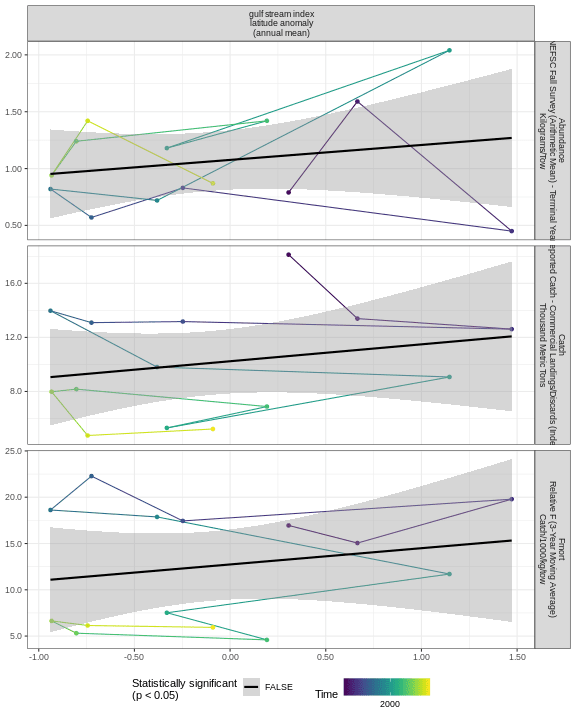 gulf stream index
latitude anomaly
(annual mean)
2.00
1.50
1.00
0.50
Abundance
NEFSC Fall Survey (Arithmetic Mean) - Terminal Year
Kilograms/tow
16.0
12.0
8.0
Catch
eported Catch - Commercial Landings/Discards (Inde
Thousand Metric Tons
25.0
20.0
15.0
10.0
5.0
Fmort
Relative F (3-Year Moving Average)
Catch/1000/kg/tow
-1.00
-0.50
0.00
0.50
1.00
1.50
Statistically significant
(p < 0.05)
FALSE
Time
2000